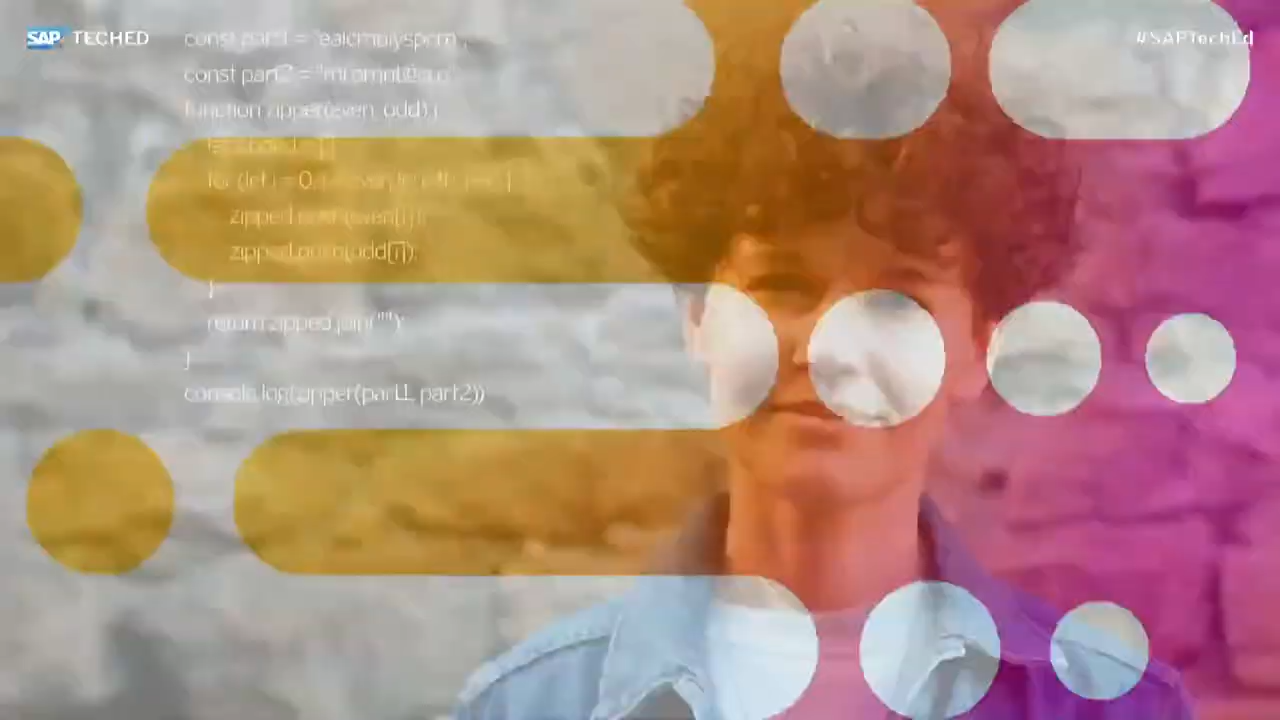 SAP TECHED
#SAPTechEd
const part1 =
const part2 =
function zipper(even, odd) {
for (let i = 0;
zipped.push(even[i]);
zipped.push(odd[i]);
}
return zipped.join("");
}
console.log(zipper(part1, part2))